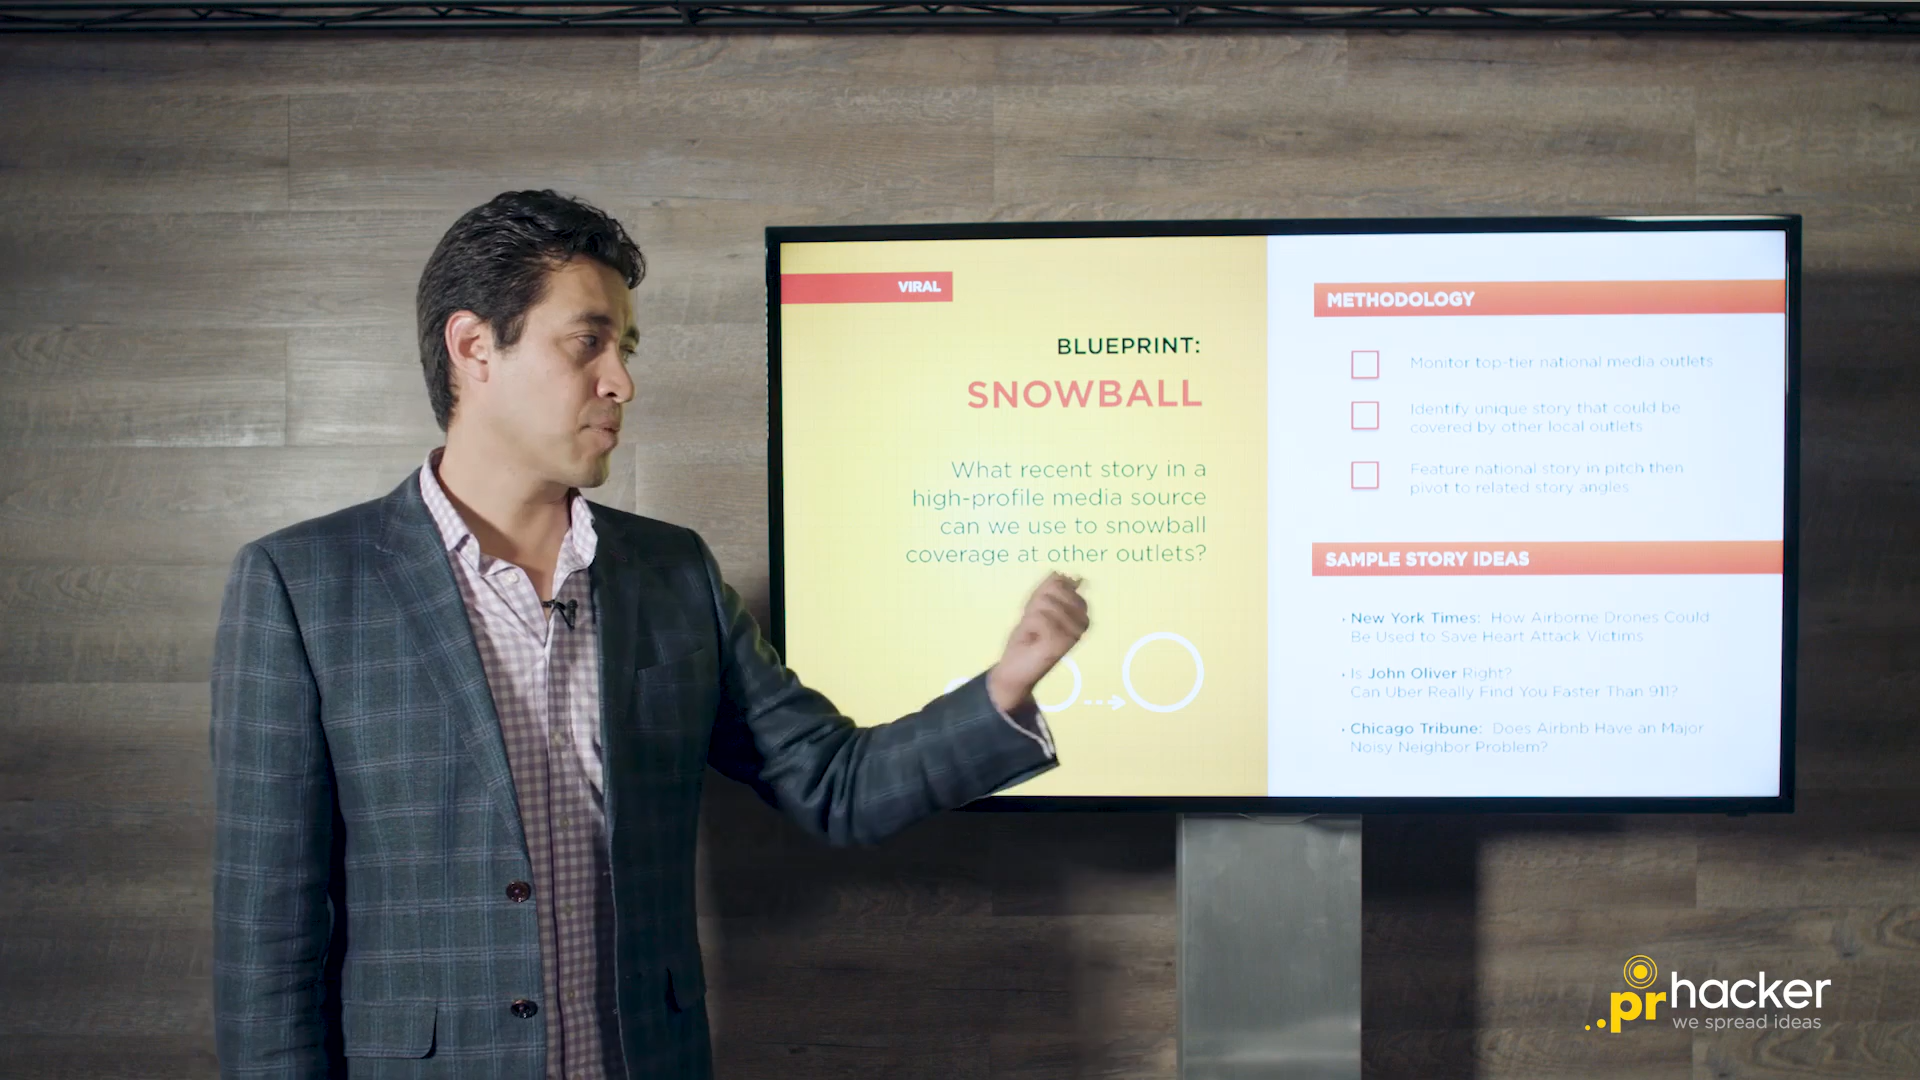 VIRAL
BLUEPRINT:
SNOWBALL
What recent story in a
high-profile media source
can we use to snowball
coverage at other outlets?
METHODOLOGY
Monitor top-tier national media outlets
Identify unique story that could be
covered by other local outlets
Feature national story in pitch then
pivot to related story angles
SAMPLE STORY IDEAS
• New York Times: How Airborne Drones Could
Be Used to Save Heart Attack Victims
• Is John Oliver Right?
Can Uber Really Find You Faster Than 911?
• Chicago Tribune: Does Airbnb Have an Major
Noisy Neighbor Problem?
..prhacker
we spread ideas